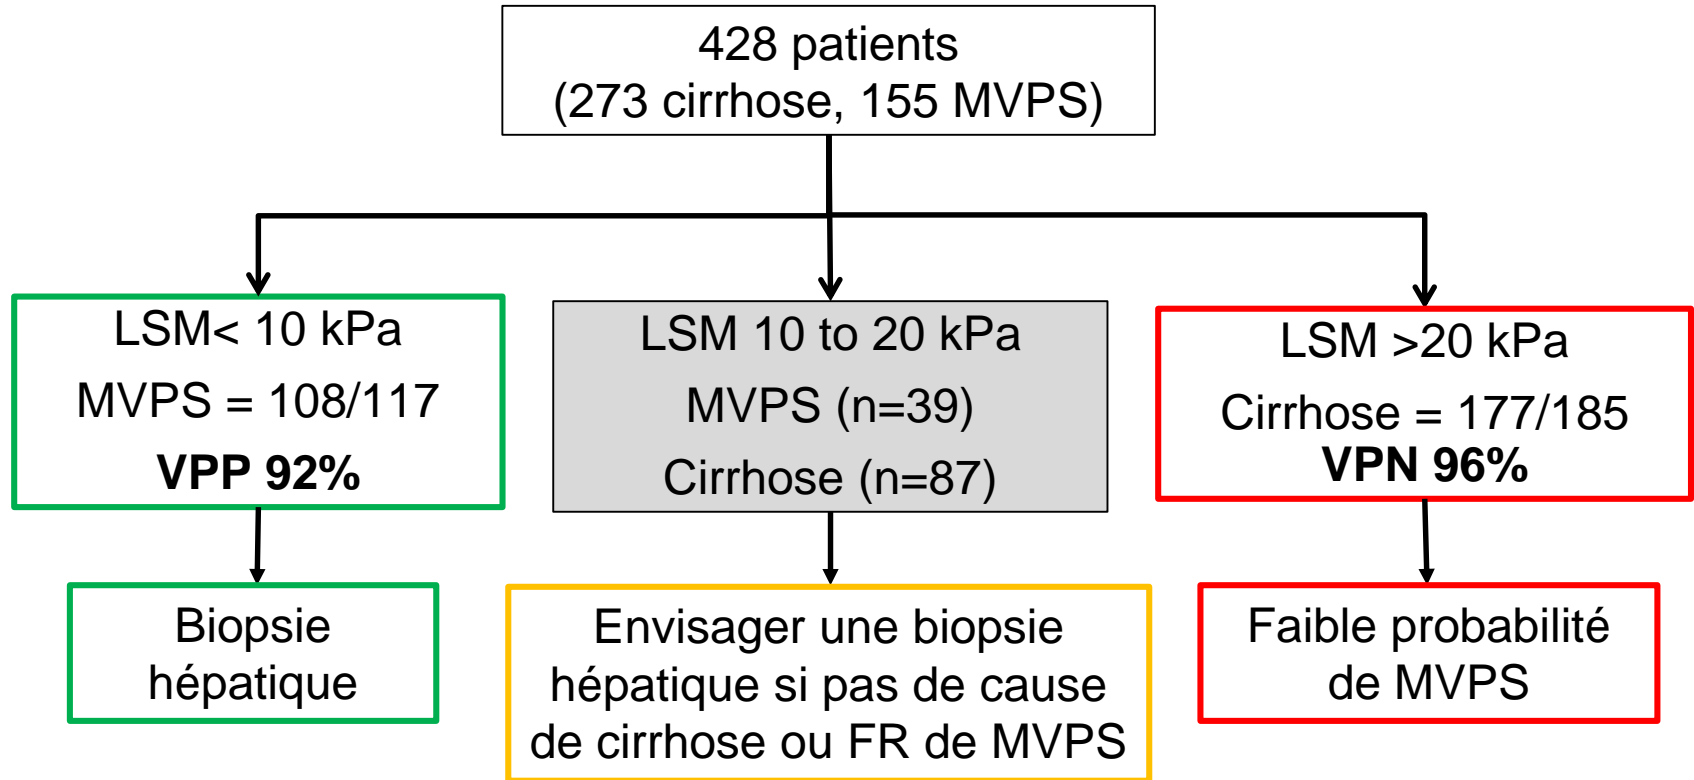 428 patients
(273 cirrhose, 155 MVPS)
LSM< 10 kPa
MVPS = 108/117
VPP 92%
LSM 10 to 20 kPa
MVPS (n=39)
Cirrhose (n=87)
LSM >20 kPa
Cirrhose = 177/185
VPN 96%
Biopsie
hépatique
Envisager une biopsie
hépatique si pas de cause
de cirrhose ou FR de MVPS
Faible probabilité
de MVPS